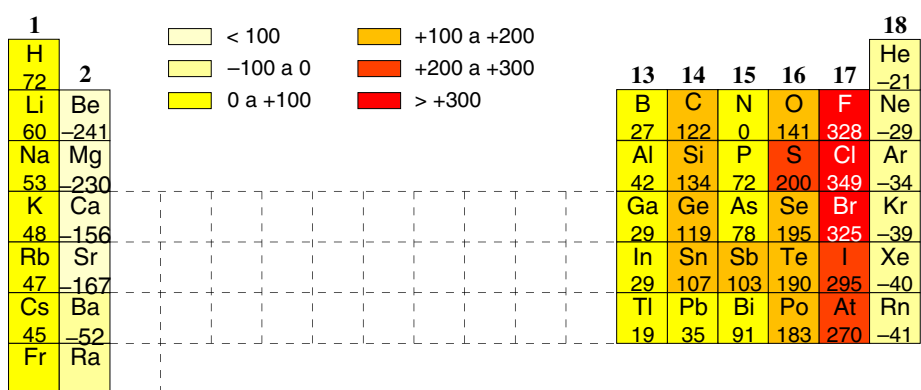 1 18
H < 100 +100 a +200 He
72 2 −100 a 0 +200 a +300 13 14 15 16 17 −21
Li Be 0 a +100 > +300 B C N O F Ne
60 −241 27 122 0 141 328 −29
Na Mg Al Si P S Cl Ar
53 −230 42 134 72 200 349 −34
K Ca Ga Ge As Se Br Kr
48 −156 29 119 78 195 325 −39
Rb Sr In Sn Sb Te I Xe
47 −167 29 107 103 190 295 −40
Cs Ba Tl Pb Bi Po At Rn
45 −52 19 35 91 183 270 −41
Fr Ra